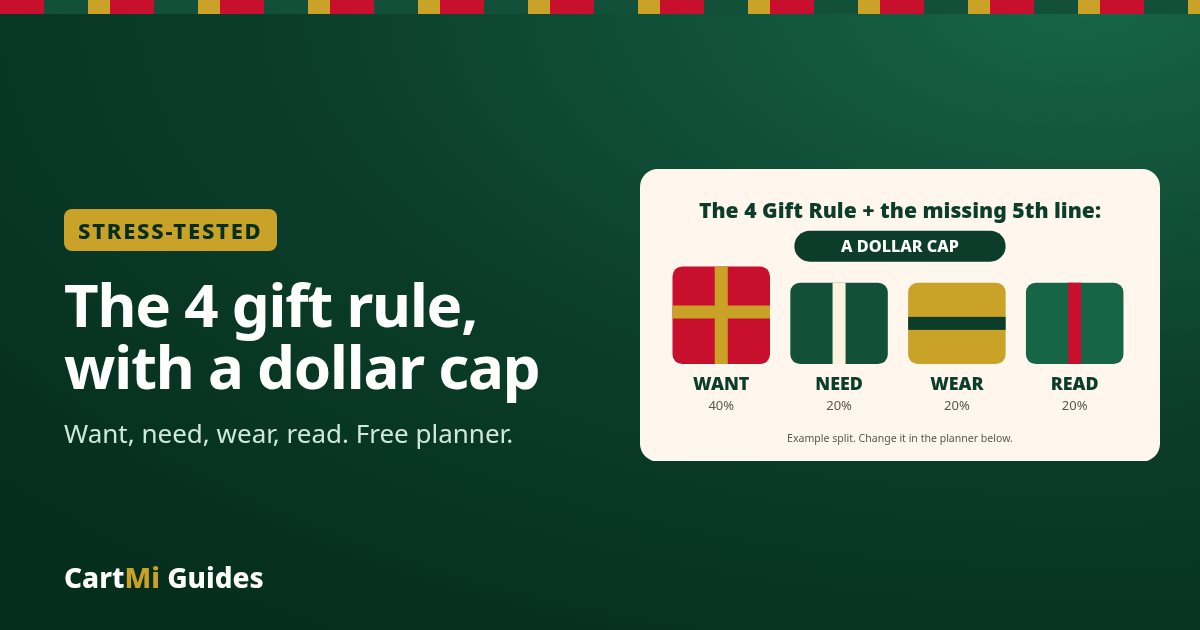 STRESS-TESTED
The 4 gift rule,
with a dollar cap
Want, need, wear, read. Free planner.
CartMi Guides
The 4 Gift Rule + the missing 5th line:
A DOLLAR CAP
WANT
40%
NEED
20%
WEAR
20%
READ
20%
Example split. Change it in the planner below.